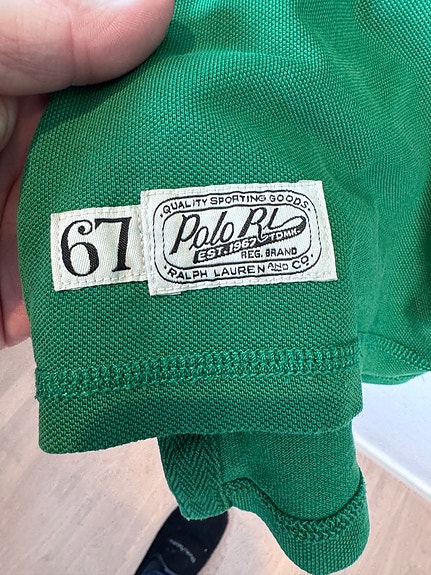 67
QUALITY SPORTING GOODS
Polo RL
TDMK.
EST. 1967
REG. BRAND
RALPH LAUREN AND CO.